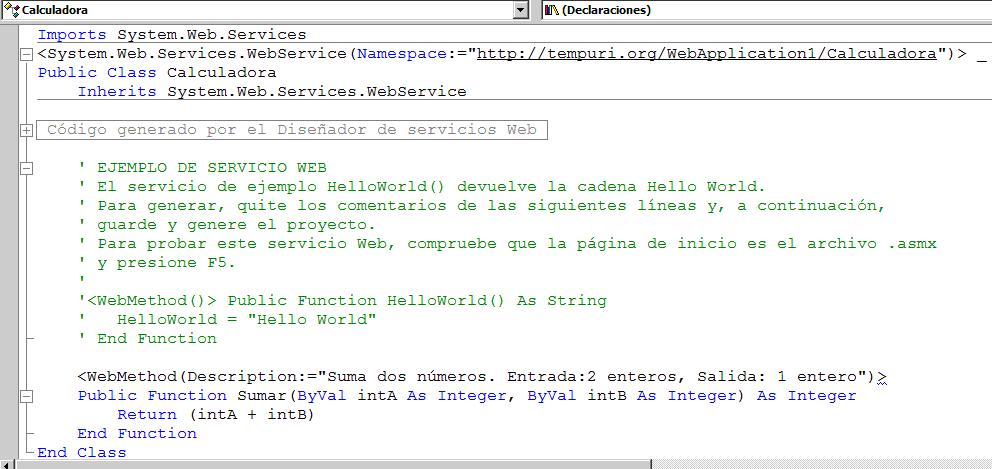 Calculadora (Declaraciones)
Imports System.Web.Services
<System.Web.Services.WebService(Namespace:="http://tempuri.org/WebApplication1/Calculadora")> _
Public Class Calculadora
    Inherits System.Web.Services.WebService
Código generado por el Diseñador de servicios Web
    ' EJEMPLO DE SERVICIO WEB
    ' El servicio de ejemplo HelloWorld() devuelve la cadena Hello World.
    ' Para generar, quite los comentarios de las siguientes líneas y, a continuación,
    ' guarde y genere el proyecto.
    ' Para probar este servicio Web, compruebe que la página de inicio es el archivo .asmx
    ' y presione F5.
    '
    '<WebMethod()> Public Function HelloWorld() As String
    '   HelloWorld = "Hello World"
    ' End Function
    <WebMethod(Description:="Suma dos números. Entrada:2 enteros, Salida: 1 entero")>
    Public Function Sumar(ByVal intA As Integer, ByVal intB As Integer) As Integer
        Return (intA + intB)
    End Function
End Class